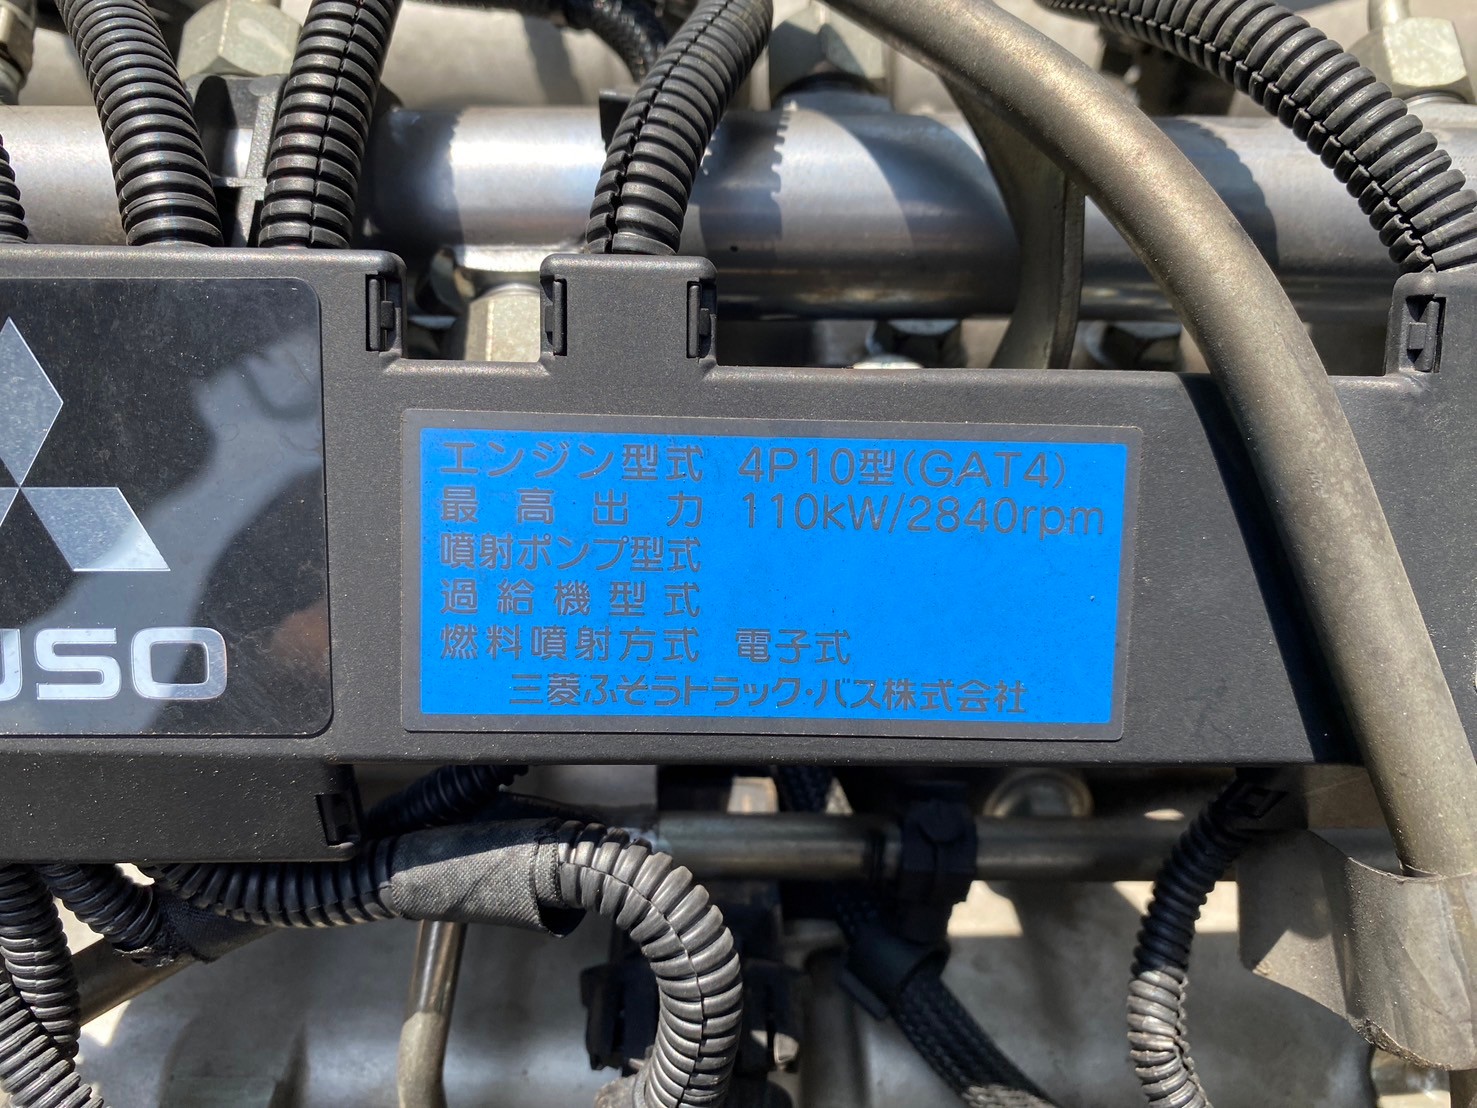 USO
エンジン型式 4P10型(GAT4)
最高出力 110kW/2840rpm
噴射ポンプ型式
過給機型式
燃料噴射方式 電子式
三菱ふそうトラック・バス株式会社